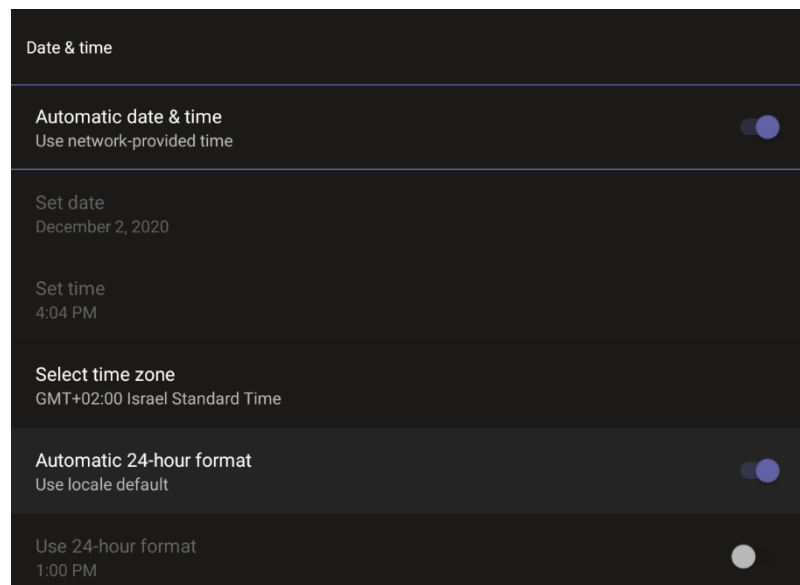 Date & time
Automatic date & time
Use network-provided time
Set date
December 2, 2020
Set time
4:04 PM
Select time zone
GMT+02:00 Israel Standard Time
Automatic 24-hour format
Use locale default
Use 24-hour format
1:00 PM